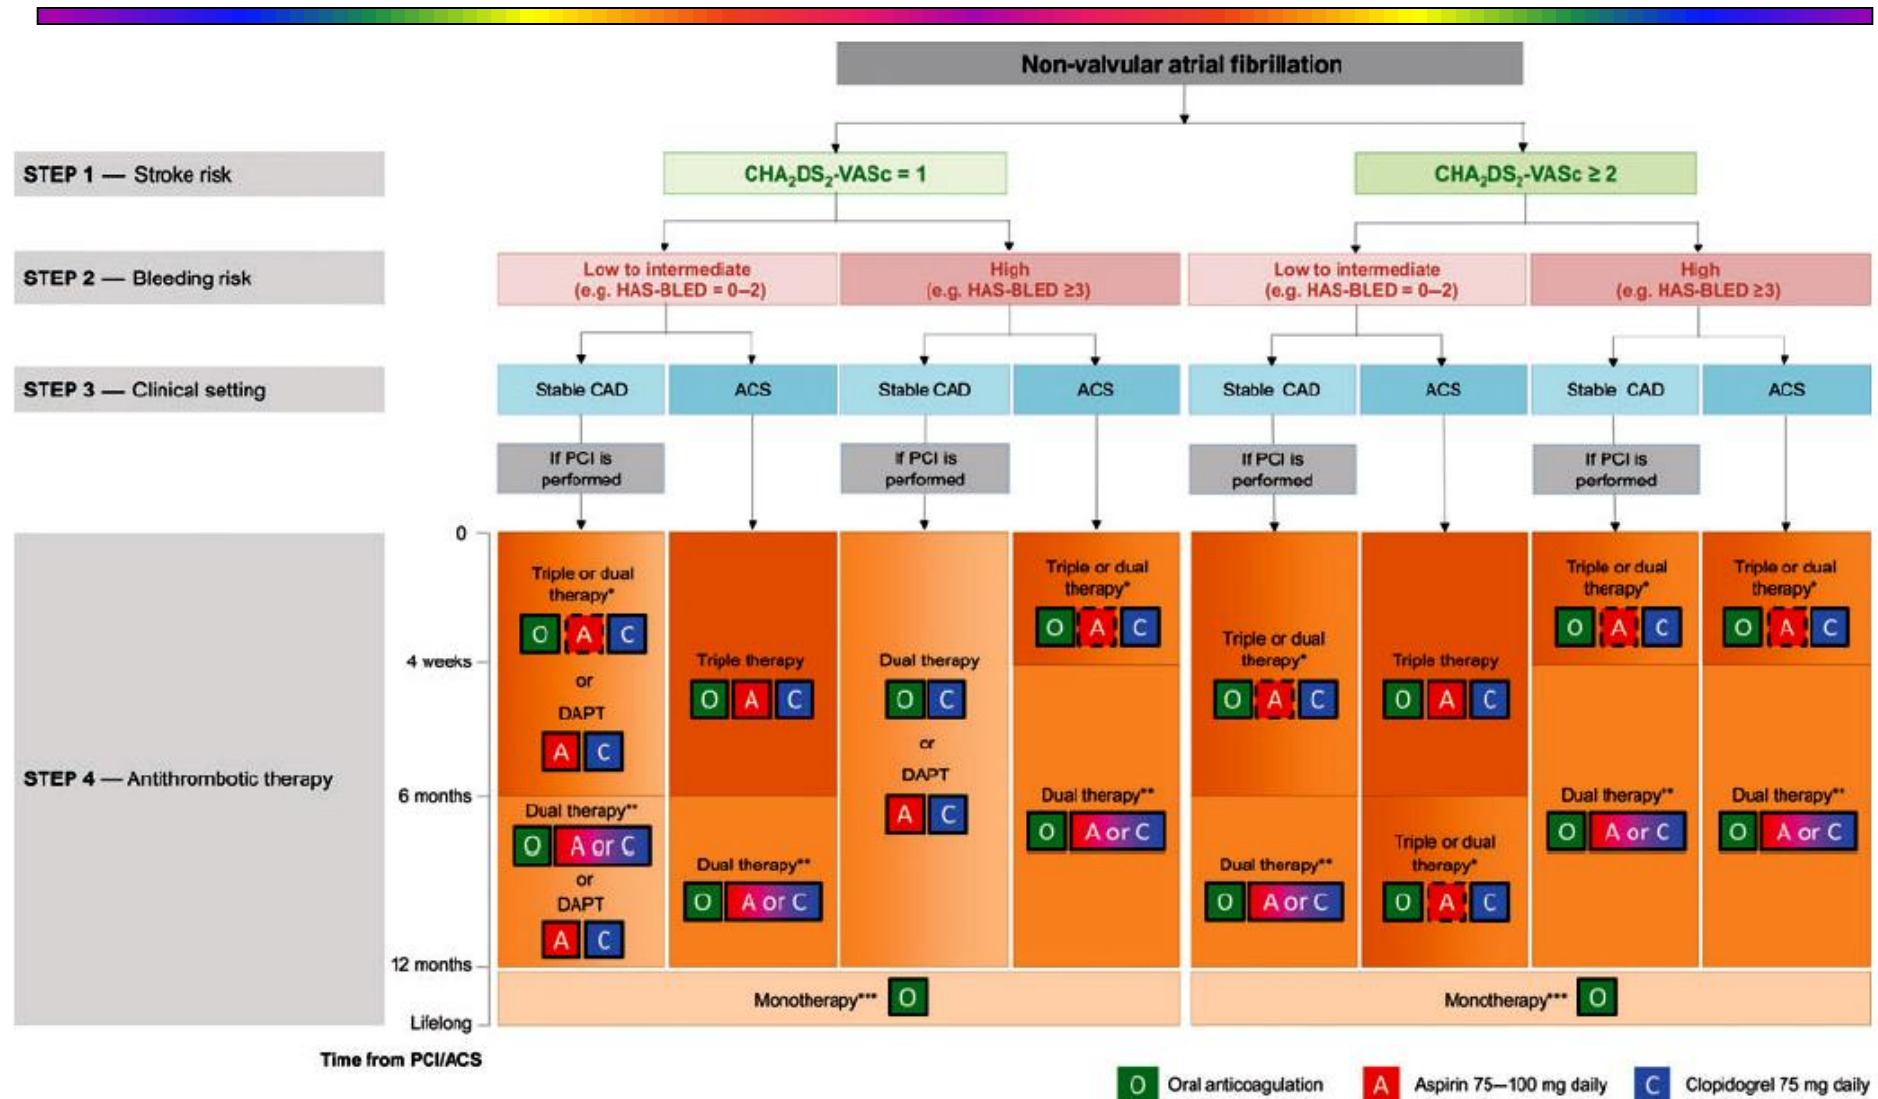 Non-valvular atrial fibrillation
STEP 1 — Stroke risk
CHA₂DS₂-VASc = 1
CHA₂DS₂-VASc ≥ 2
STEP 2 — Bleeding risk
Low to intermediate
(e.g. HAS-BLED = 0–2)
High
(e.g. HAS-BLED ≥3)
Low to intermediate
(e.g. HAS-BLED = 0–2)
High
(e.g. HAS-BLED ≥3)
STEP 3 — Clinical setting
Stable CAD
ACS
Stable CAD
ACS
Stable CAD
ACS
Stable CAD
ACS
If PCI is
performed
If PCI is
performed
If PCI is
performed
If PCI is
performed
STEP 4 — Antithrombotic therapy
0
4 weeks
6 months
12 months
Lifelong
Time from PCI/ACS
Triple or dual
therapy*
O A C
or
DAPT
A C
Dual therapy**
O A or C
or
DAPT
A C
Triple therapy
O A C
Dual therapy**
O A or C
Dual therapy
O C
or
DAPT
A C
Triple or dual
therapy*
O A C
Dual therapy**
O A or C
Triple or dual
therapy*
O A C
Dual therapy**
O A or C
Triple therapy
O A C
Triple or dual
therapy*
O A C
Triple or dual
therapy*
O A C
Dual therapy**
O A or C
Triple or dual
therapy*
O A C
Dual therapy**
O A or C
Monotherapy*** O
Monotherapy*** O
O Oral anticoagulation
A Aspirin 75–100 mg daily
C Clopidogrel 75 mg daily